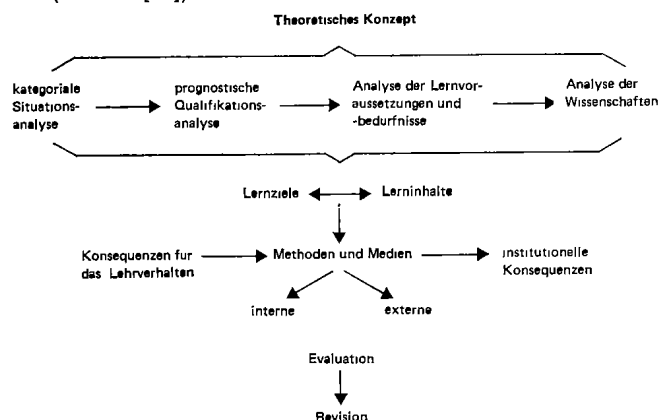 Theoretisches Konzept
kategoriale
Situations-
analyse
prognostische
Qualifikations-
analyse
Analyse der Lernvor-
aussetzungen und
-bedurfnisse
Analyse der
Wissenschaften
Lernziele
Lerninhalte
Konsequenzen fur
das Lehrverhalten
Methoden und Medien
institutionelle
Konsequenzen
interne
externe
Evaluation
Revision